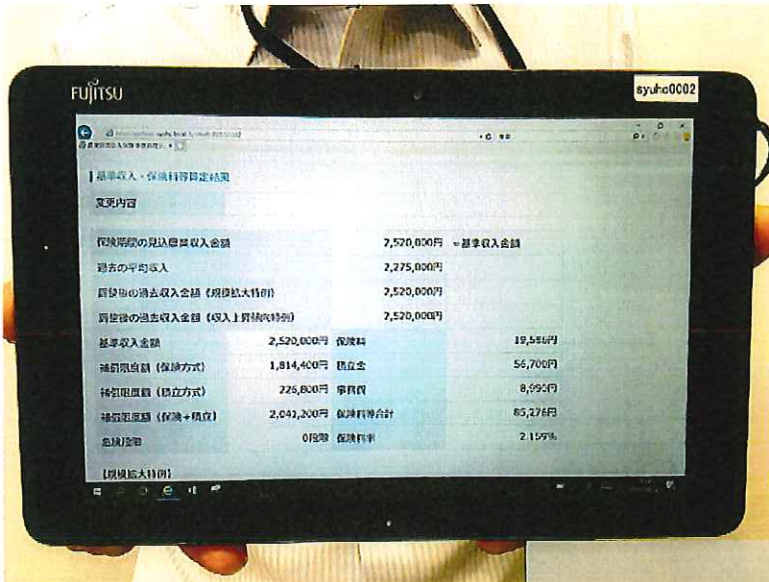 FUJITSU
syuho0002
基準収入・保険料等算定結果
変更内容
保険期間の見込農業収入金額 2,520,000円 =基準収入金額
過去の平均収入 2,275,000円
調整後の過去収入金額（規模拡大特例） 2,520,000円
調整後の過去収入金額（収入上昇傾向特例） 2,520,000円
基準収入金額 2,520,000円 保険料 19,586円
補償限度額（保険方式） 1,814,400円 積立金 56,700円
補償限度額（積立方式） 226,800円 事務費 8,990円
補償限度額（保険+積立） 2,041,200円 保険料等合計 85,276円
危険段階 0段階 保険料率 2.159%
【規模拡大特例】